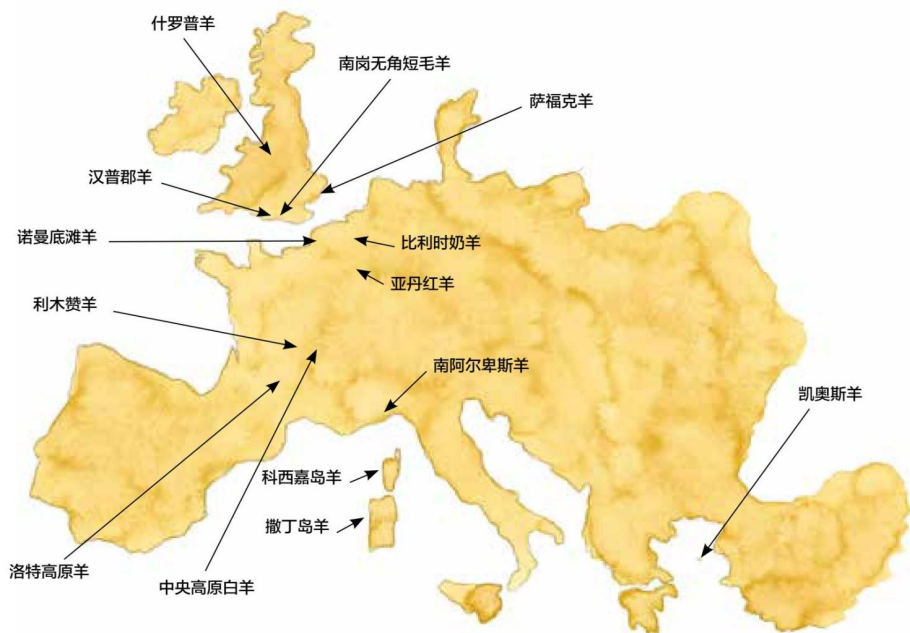 什罗普羊
南岗无角短毛羊
萨福克羊
汉普郡羊
诺曼底滩羊
比利时奶羊
亚丹红羊
利木赞羊
南阿尔卑斯羊
凯奥斯羊
科西嘉岛羊
撒丁岛羊
洛特高原羊
中央高原白羊